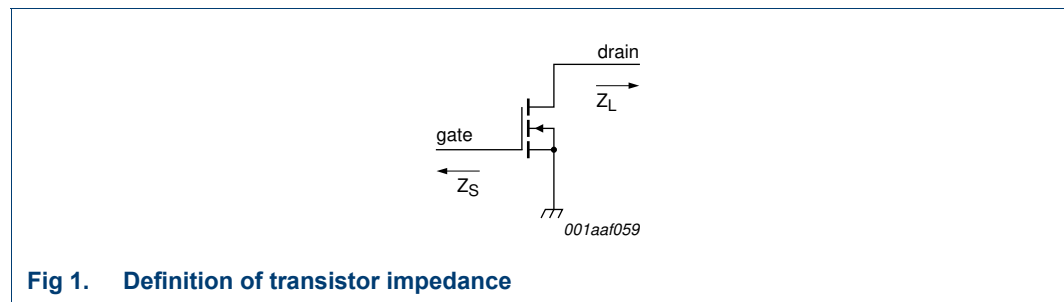 drain
Z_L
gate
Z_S
001aaf059
Fig 1. Definition of transistor impedance